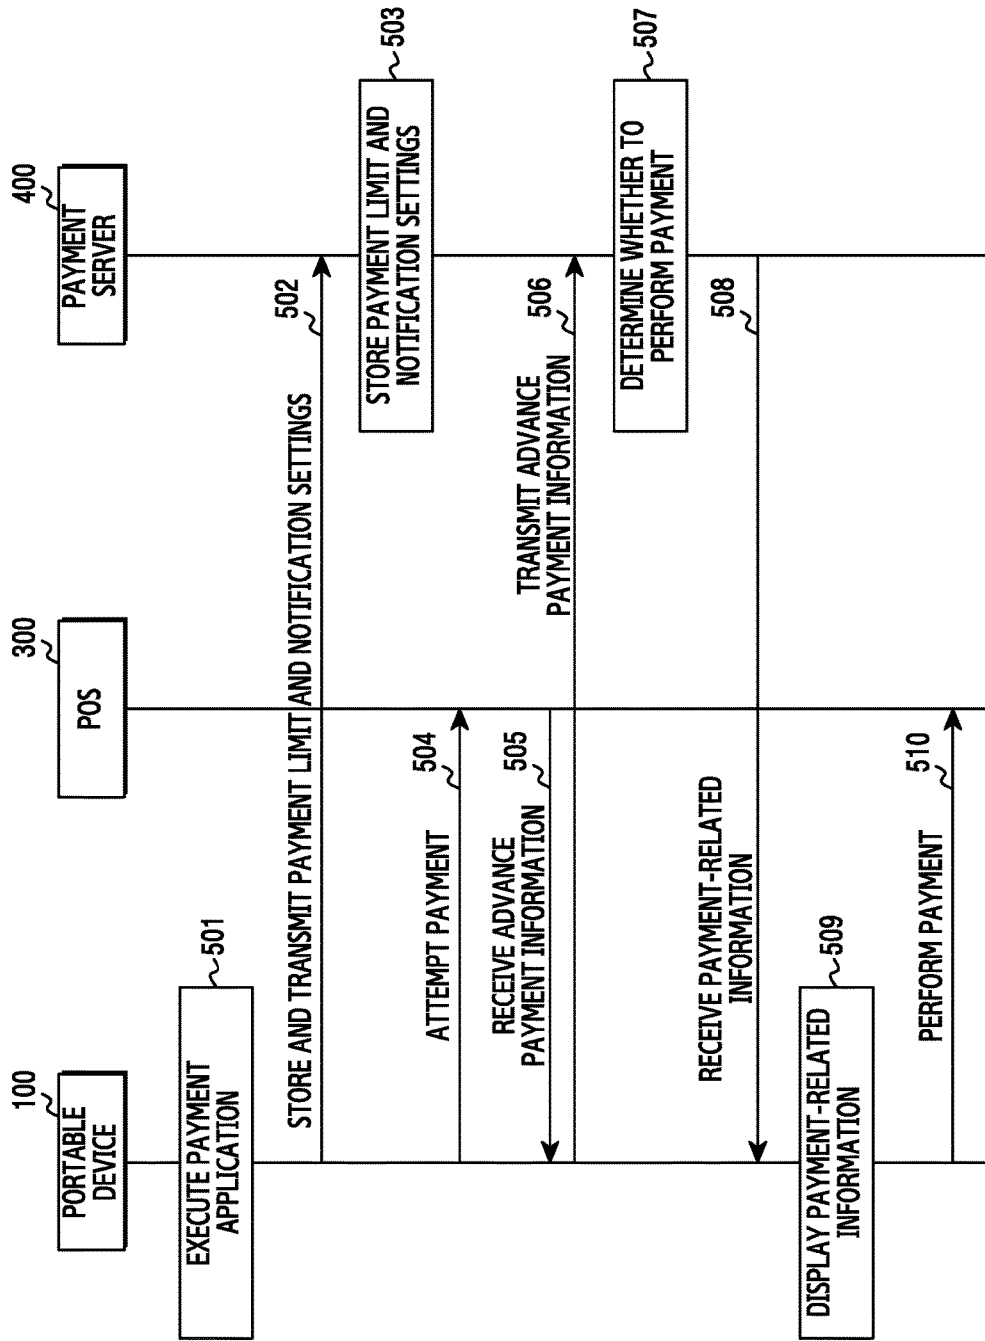 100
PORTABLE
DEVICE
300
POS
400
PAYMENT
SERVER
EXECUTE PAYMENT
APPLICATION
501
STORE AND TRANSMIT PAYMENT LIMIT AND NOTIFICATION SETTINGS
502
STORE PAYMENT LIMIT AND
NOTIFICATION SETTINGS
503
ATTEMPT PAYMENT
504
RECEIVE ADVANCE
PAYMENT INFORMATION
505
TRANSMIT ADVANCE
PAYMENT INFORMATION
506
DETERMINE WHETHER TO
PERFORM PAYMENT
507
RECEIVE PAYMENT-RELATED
INFORMATION
508
DISPLAY PAYMENT-RELATED
INFORMATION
509
PERFORM PAYMENT
510